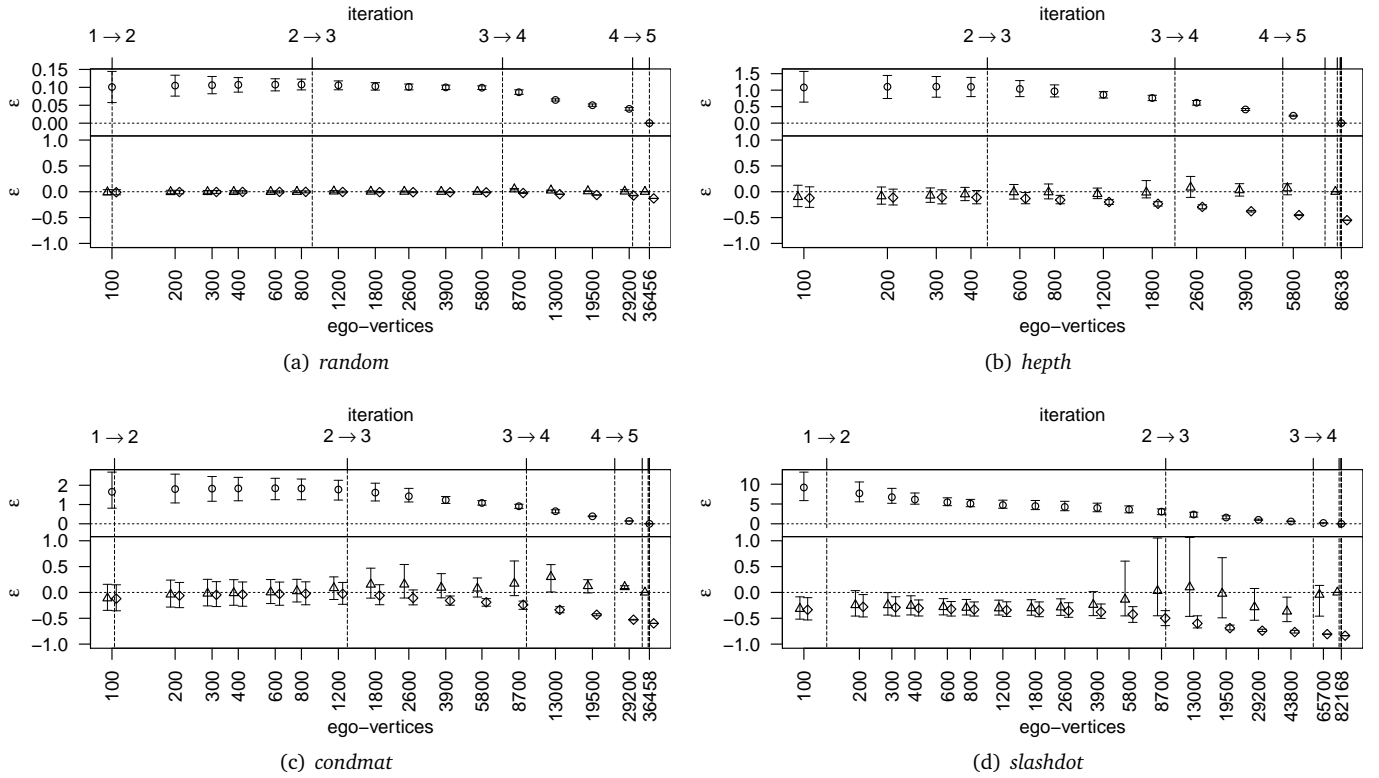 iteration
1→2 2→3 3→4 4→5
0.15
0.10
0.05
0.00
ε
1.0
0.5
0.0
−0.5
−1.0
ε
100 200 300 400 600 800 1200 1800 2600 3900 5800 8700 13000 19500 29200 36456
ego−vertices
(a) random
iteration
2→3 3→4 4→5
1.5
1.0
0.5
0.0
ε
1.0
0.5
0.0
−0.5
−1.0
ε
100 200 300 400 600 800 1200 1800 2600 3900 5800 8638
ego−vertices
(b) hepth
iteration
1→2 2→3 3→4 4→5
2
1
0
ε
1.0
0.5
0.0
−0.5
−1.0
ε
100 200 300 400 600 800 1200 1800 2600 3900 5800 8700 13000 19500 29200 36458
ego−vertices
(c) condmat
iteration
1→2 2→3 3→4
10
5
0
ε
1.0
0.5
0.0
−0.5
−1.0
ε
100 200 300 400 600 800 1200 1800 2600 3900 5800 8700 13000 19500 29200 43800 65700 82168
ego−vertices
(d) slashdot